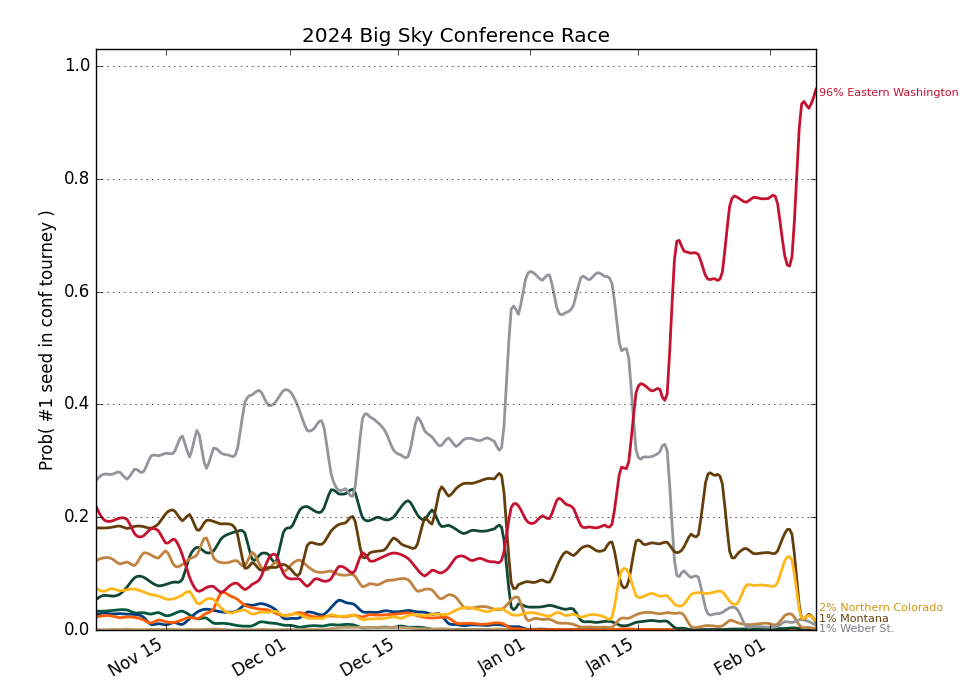 2024 Big Sky Conference Race
Prob( #1 seed in conf tourney )
1.0
0.8
0.6
0.4
0.2
0.0
Nov 15
Dec 01
Dec 15
Jan 01
Jan 15
Feb 01
96% Eastern Washington
2% Northern Colorado
1% Montana
1% Weber St.